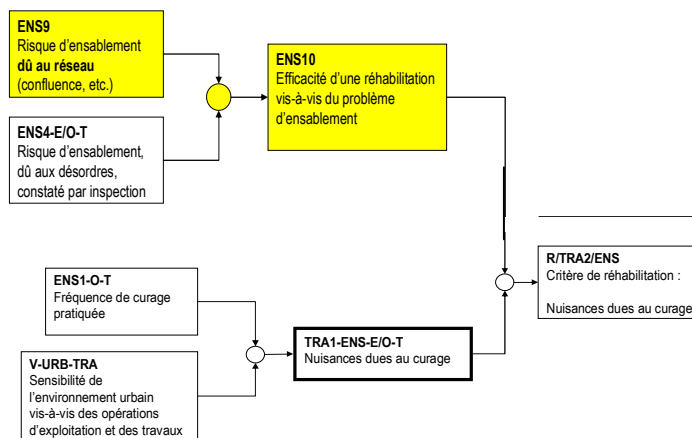 ENS9
Risque d'ensablement
dû au réseau
(confluence, etc.)
ENS10
Efficacité d'une réhabilitation
vis-à-vis du problème
d'ensablement
ENS4-E/O-T
Risque d'ensablement,
dû aux désordres,
constaté par inspection
R/TRA2/ENS
Critère de réhabilitation :
Nuisances dues au curage
ENS1-O-T
Fréquence de curage
pratiquée
TRA1-ENS-E/O-T
Nuisances dues au curage
V-URB-TRA
Sensibilité de
l'environnement urbain
vis-à-vis des opérations
d'exploitation et des travaux